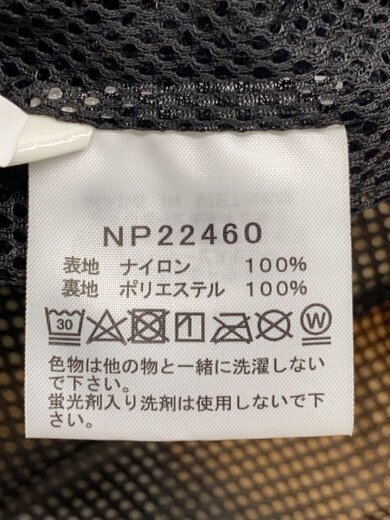 NP22460
表地 ナイロン 100%
裏地 ポリエステル 100%
30 W
色物は他の物と一緒に洗濯しない
で下さい。
蛍光剤入り洗剤は使用しないで下
さい。